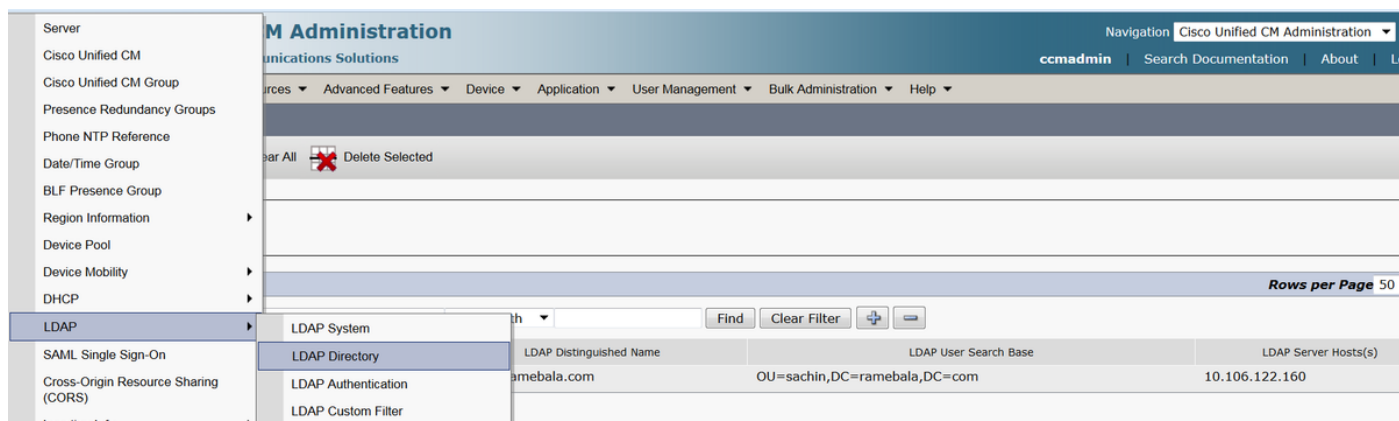 Server
M Administration
Navigation Cisco Unified CM Administration
Cisco Unified CM
unications Solutions
ccmadmin | Search Documentation | About |
Cisco Unified CM Group
Advanced Features Device Application User Management Bulk Administration Help
Presence Redundancy Groups
Phone NTP Reference
Date/Time Group
ear All Delete Selected
BLF Presence Group
Region Information
Device Pool
Device Mobility
Rows per Page 50
DHCP
Find Clear Filter
LDAP
LDAP System
SAML Single Sign-On
LDAP Directory
LDAP Distinguished Name LDAP User Search Base LDAP Server Hosts(s)
Cross-Origin Resource Sharing
(CORS)
LDAP Authentication
amebala.com OU=sachin,DC=ramebala,DC=com 10.106.122.160
LDAP Custom Filter